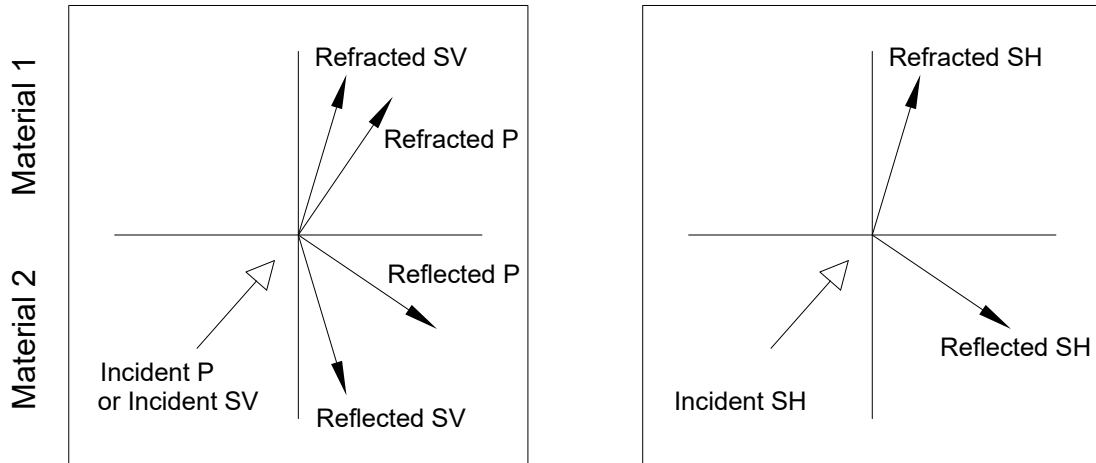 Material 1
Material 2
Refracted SV
Refracted P
Reflected P
Incident P
or Incident SV
Reflected SV
Refracted SH
Reflected SH
Incident SH